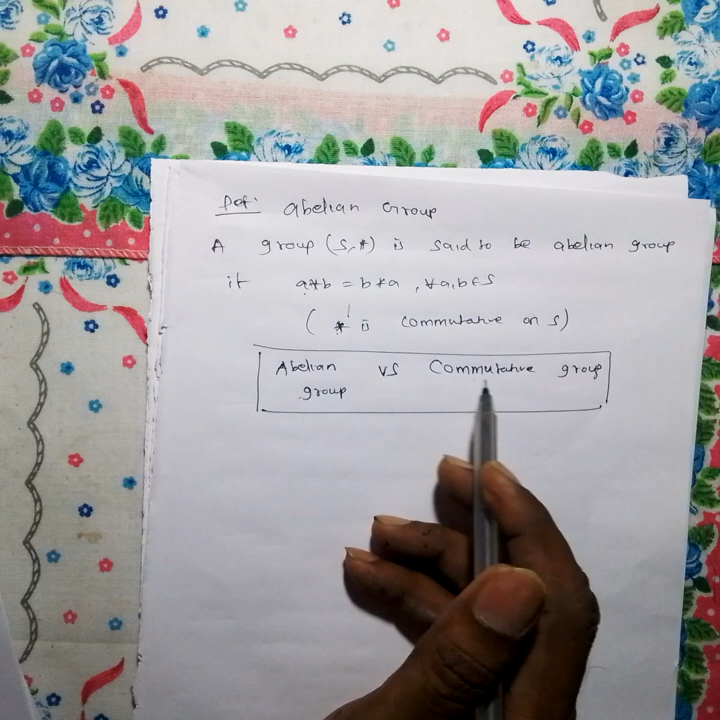 Def: Abelian Group
A group (S, *) is said to be abelian group
if a*b = b*a , ∀a,b∈S
( * is commutative on S)
Abelian vs Commutative group
group